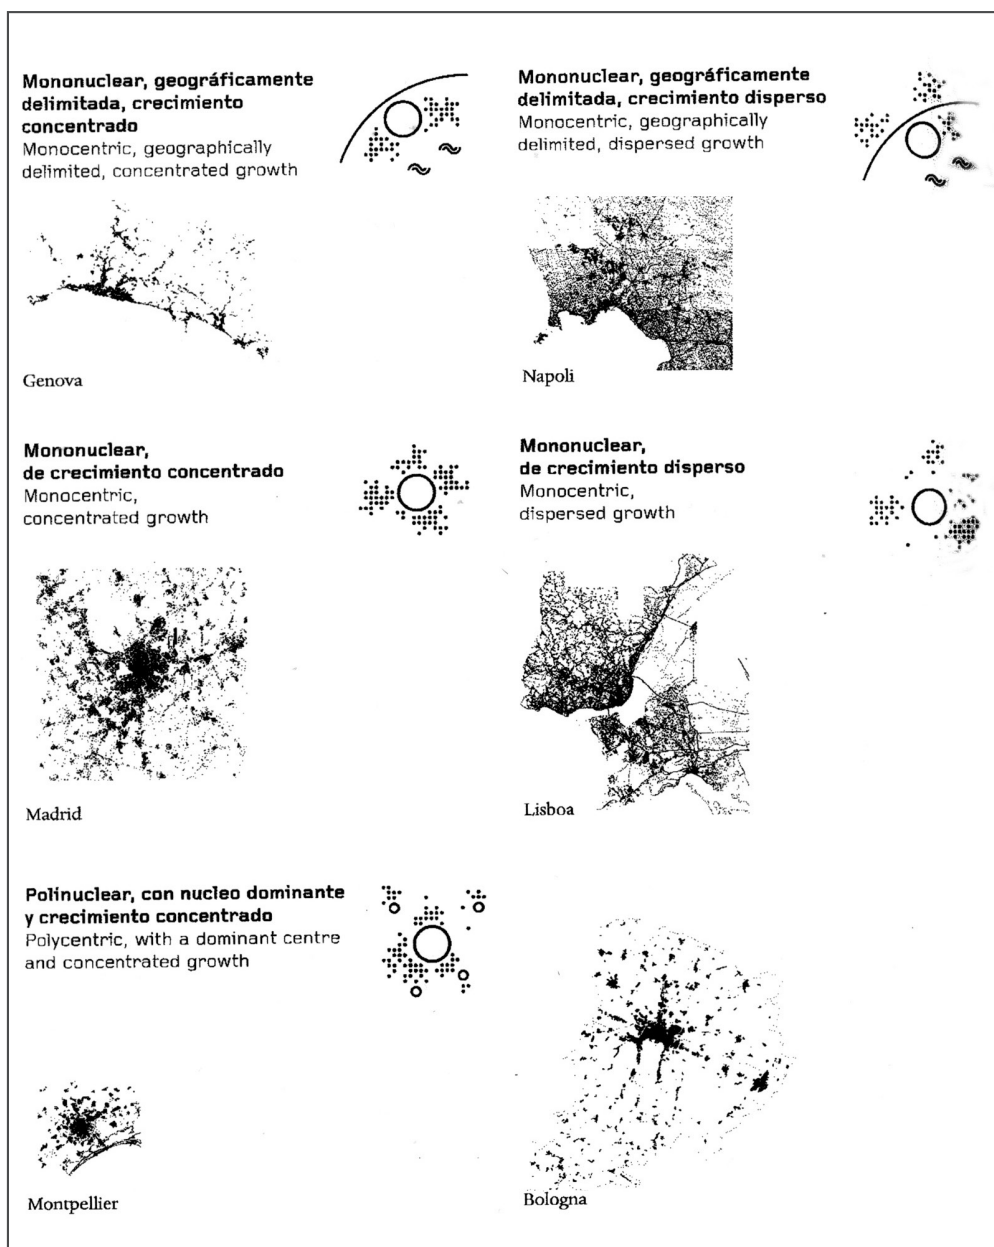 Mononuclear, geográficamente
delimitada, crecimiento
concentrado
Monocentric, geographically
delimited, concentrated growth
Genova
Mononuclear, geográficamente
delimitada, crecimiento disperso
Monocentric, geographically
delimited, dispersed growth
Napoli
Mononuclear,
de crecimiento concentrado
Monocentric,
concentrated growth
Madrid
Mononuclear,
de crecimiento disperso
Monocentric,
dispersed growth
Lisboa
Polinuclear, con nucleo dominante
y crecimiento concentrado
Polycentric, with a dominant centre
and concentrated growth
Montpellier
Bologna